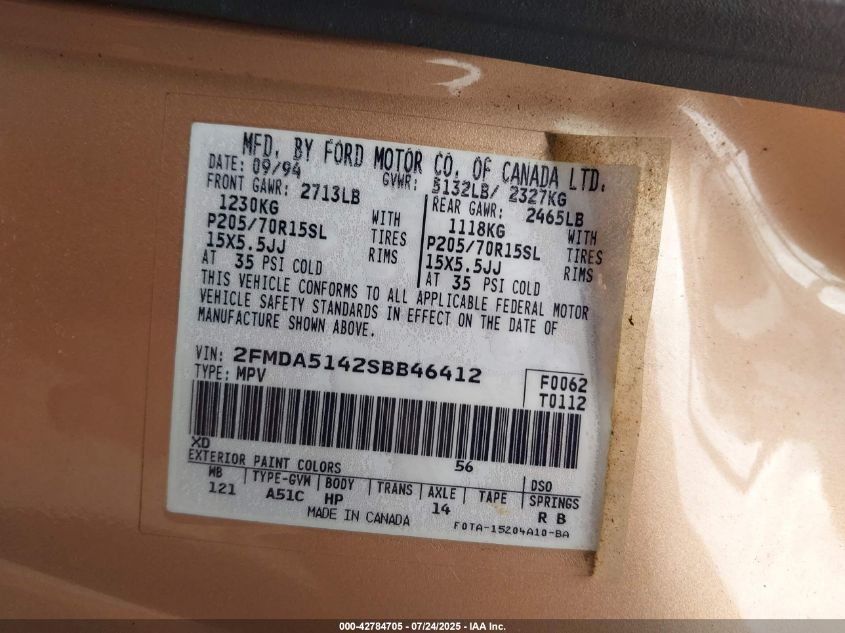 MFD. BY FORD MOTOR CO. OF CANADA LTD.
DATE: 09/94 GVWR: 5132LB/ 2327KG
FRONT GAWR: 2713LB REAR GAWR: 2465LB
1230KG WITH 1118KG WITH
P205/70R15SL TIRES P205/70R15SL TIRES
15X5.5JJ RIMS 15X5.5JJ RIMS
AT 35 PSI COLD AT 35 PSI COLD
THIS VEHICLE CONFORMS TO ALL APPLICABLE FEDERAL MOTOR
VEHICLE SAFETY STANDARDS IN EFFECT ON THE DATE OF
MANUFACTURE SHOWN ABOVE.
VIN: 2FMDA5142SBB46412 F0062
TYPE: MPV T0112
XD 56
EXTERIOR PAINT COLORS DSO
WB TYPE-GVW BODY TRANS AXLE TAPE SPRINGS
121 A51C HP 14 R B
MADE IN CANADA F0TA-15204A10-BA
000-42784705 - 07/24/2025 - IAA Inc.